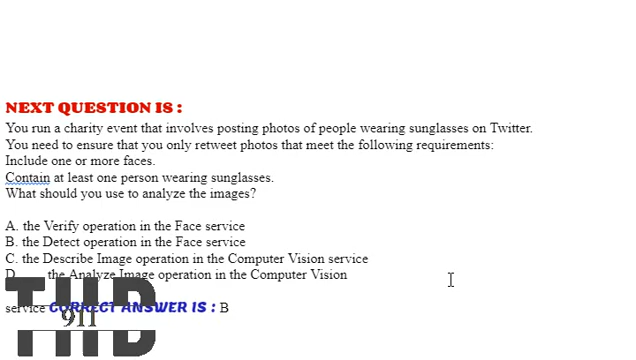 NEXT QUESTION IS :
You run a charity event that involves posting photos of people wearing sunglasses on Twitter.
You need to ensure that you only retweet photos that meet the following requirements:
Include one or more faces.
Contain at least one person wearing sunglasses.
What should you use to analyze the images?
A. the Verify operation in the Face service
B. the Detect operation in the Face service
C. the Describe Image operation in the Computer Vision service
D. the Analyze Image operation in the Computer Vision
service CORRECT ANSWER IS : B
THD
911